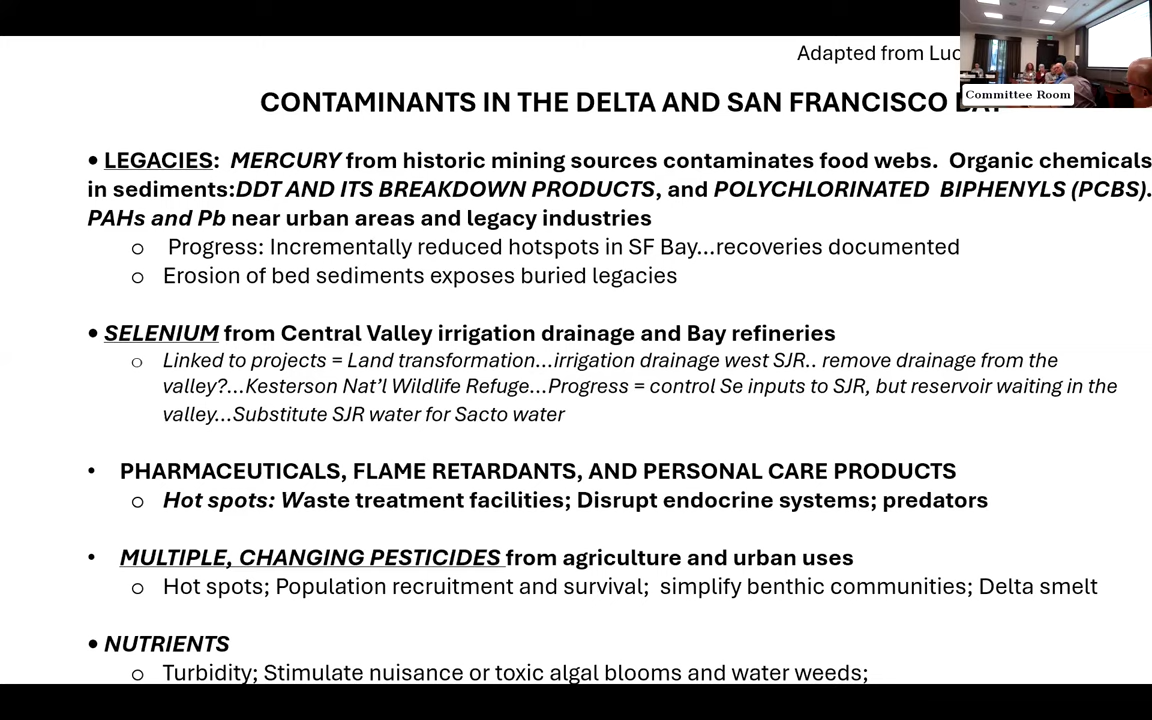 Adapted from Luc
Committee Room
CONTAMINANTS IN THE DELTA AND SAN FRANCISCO
• LEGACIES: MERCURY from historic mining sources contaminates food webs. Organic chemicals
in sediments:DDT AND ITS BREAKDOWN PRODUCTS, and POLYCHLORINATED BIPHENYLS (PCBS).
PAHs and Pb near urban areas and legacy industries
o Progress: Incrementally reduced hotspots in SF Bay...recoveries documented
o Erosion of bed sediments exposes buried legacies
• SELENIUM from Central Valley irrigation drainage and Bay refineries
o Linked to projects = Land transformation...irrigation drainage west SJR.. remove drainage from the
valley?...Kesterson Nat'l Wildlife Refuge...Progress = control Se inputs to SJR, but reservoir waiting in the
valley...Substitute SJR water for Sacto water
• PHARMACEUTICALS, FLAME RETARDANTS, AND PERSONAL CARE PRODUCTS
o Hot spots: Waste treatment facilities; Disrupt endocrine systems; predators
• MULTIPLE, CHANGING PESTICIDES from agriculture and urban uses
o Hot spots; Population recruitment and survival; simplify benthic communities; Delta smelt
• NUTRIENTS
o Turbidity; Stimulate nuisance or toxic algal blooms and water weeds;